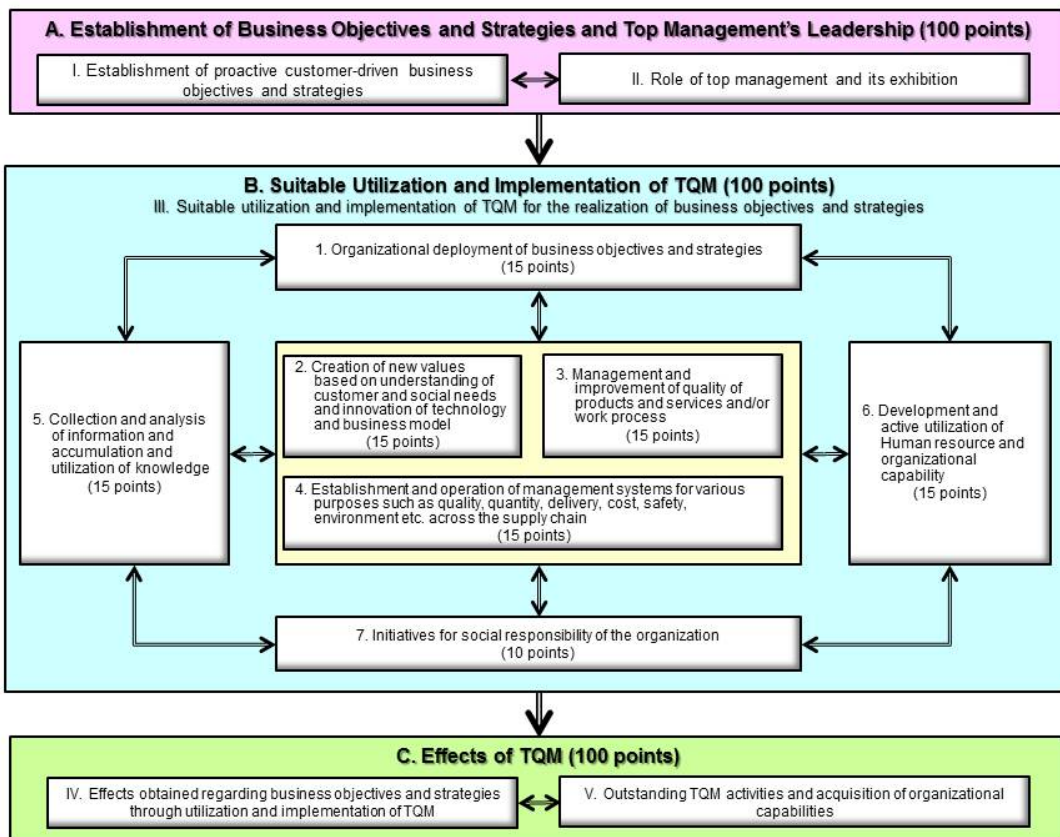 A. Establishment of Business Objectives and Strategies and Top Management's Leadership (100 points)
I. Establishment of proactive customer-driven business
objectives and strategies
II. Role of top management and its exhibition
B. Suitable Utilization and Implementation of TQM (100 points)
III. Suitable utilization and implementation of TQM for the realization of business objectives and strategies
1. Organizational deployment of business objectives and strategies
(15 points)
5. Collection and analysis
of information and
accumulation and
utilization of knowledge
(15 points)
2. Creation of new values
based on understanding of
customer and social needs
and innovation of technology
and business model
(15 points)
3. Management and
improvement of quality of
products and services and/or
work process
(15 points)
4. Establishment and operation of management systems for various
purposes such as quality, quantity, delivery, cost, safety,
environment etc. across the supply chain
(15 points)
6. Development and
active utilization of
Human resource and
organizational
capability
(15 points)
7. Initiatives for social responsibility of the organization
(10 points)
C. Effects of TQM (100 points)
IV. Effects obtained regarding business objectives and strategies
through utilization and implementation of TQM
V. Outstanding TQM activities and acquisition of organizational
capabilities